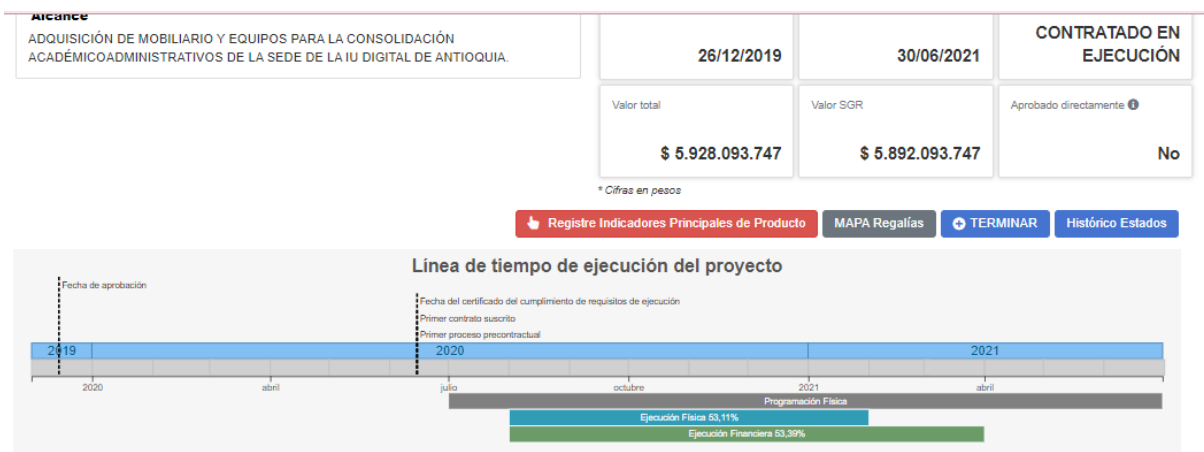 Alcance
ADQUISICIÓN DE MOBILIARIO Y EQUIPOS PARA LA CONSOLIDACIÓN
ACADÉMICOADMINISTRATIVOS DE LA SEDE DE LA IU DIGITAL DE ANTIOQUIA.
26/12/2019
30/06/2021
CONTRATADO EN
EJECUCIÓN
Valor total
Valor SGR
Aprobado directamente
$ 5.928.093.747
$ 5.892.093.747
No
* Cifras en pesos
Registre Indicadores Principales de Producto
MAPA Regalías
TERMINAR
Histórico Estados
Línea de tiempo de ejecución del proyecto
Fecha de aprobación
Fecha del certificado del cumplimiento de requisitos de ejecución
Primer contrato suscrito
Primer proceso precontractual
2019
2020
2021
2020
abril
julio
octubre
2021
abril
Programación Física
Ejecución Física 53,11%
Ejecución Financiera 53,39%